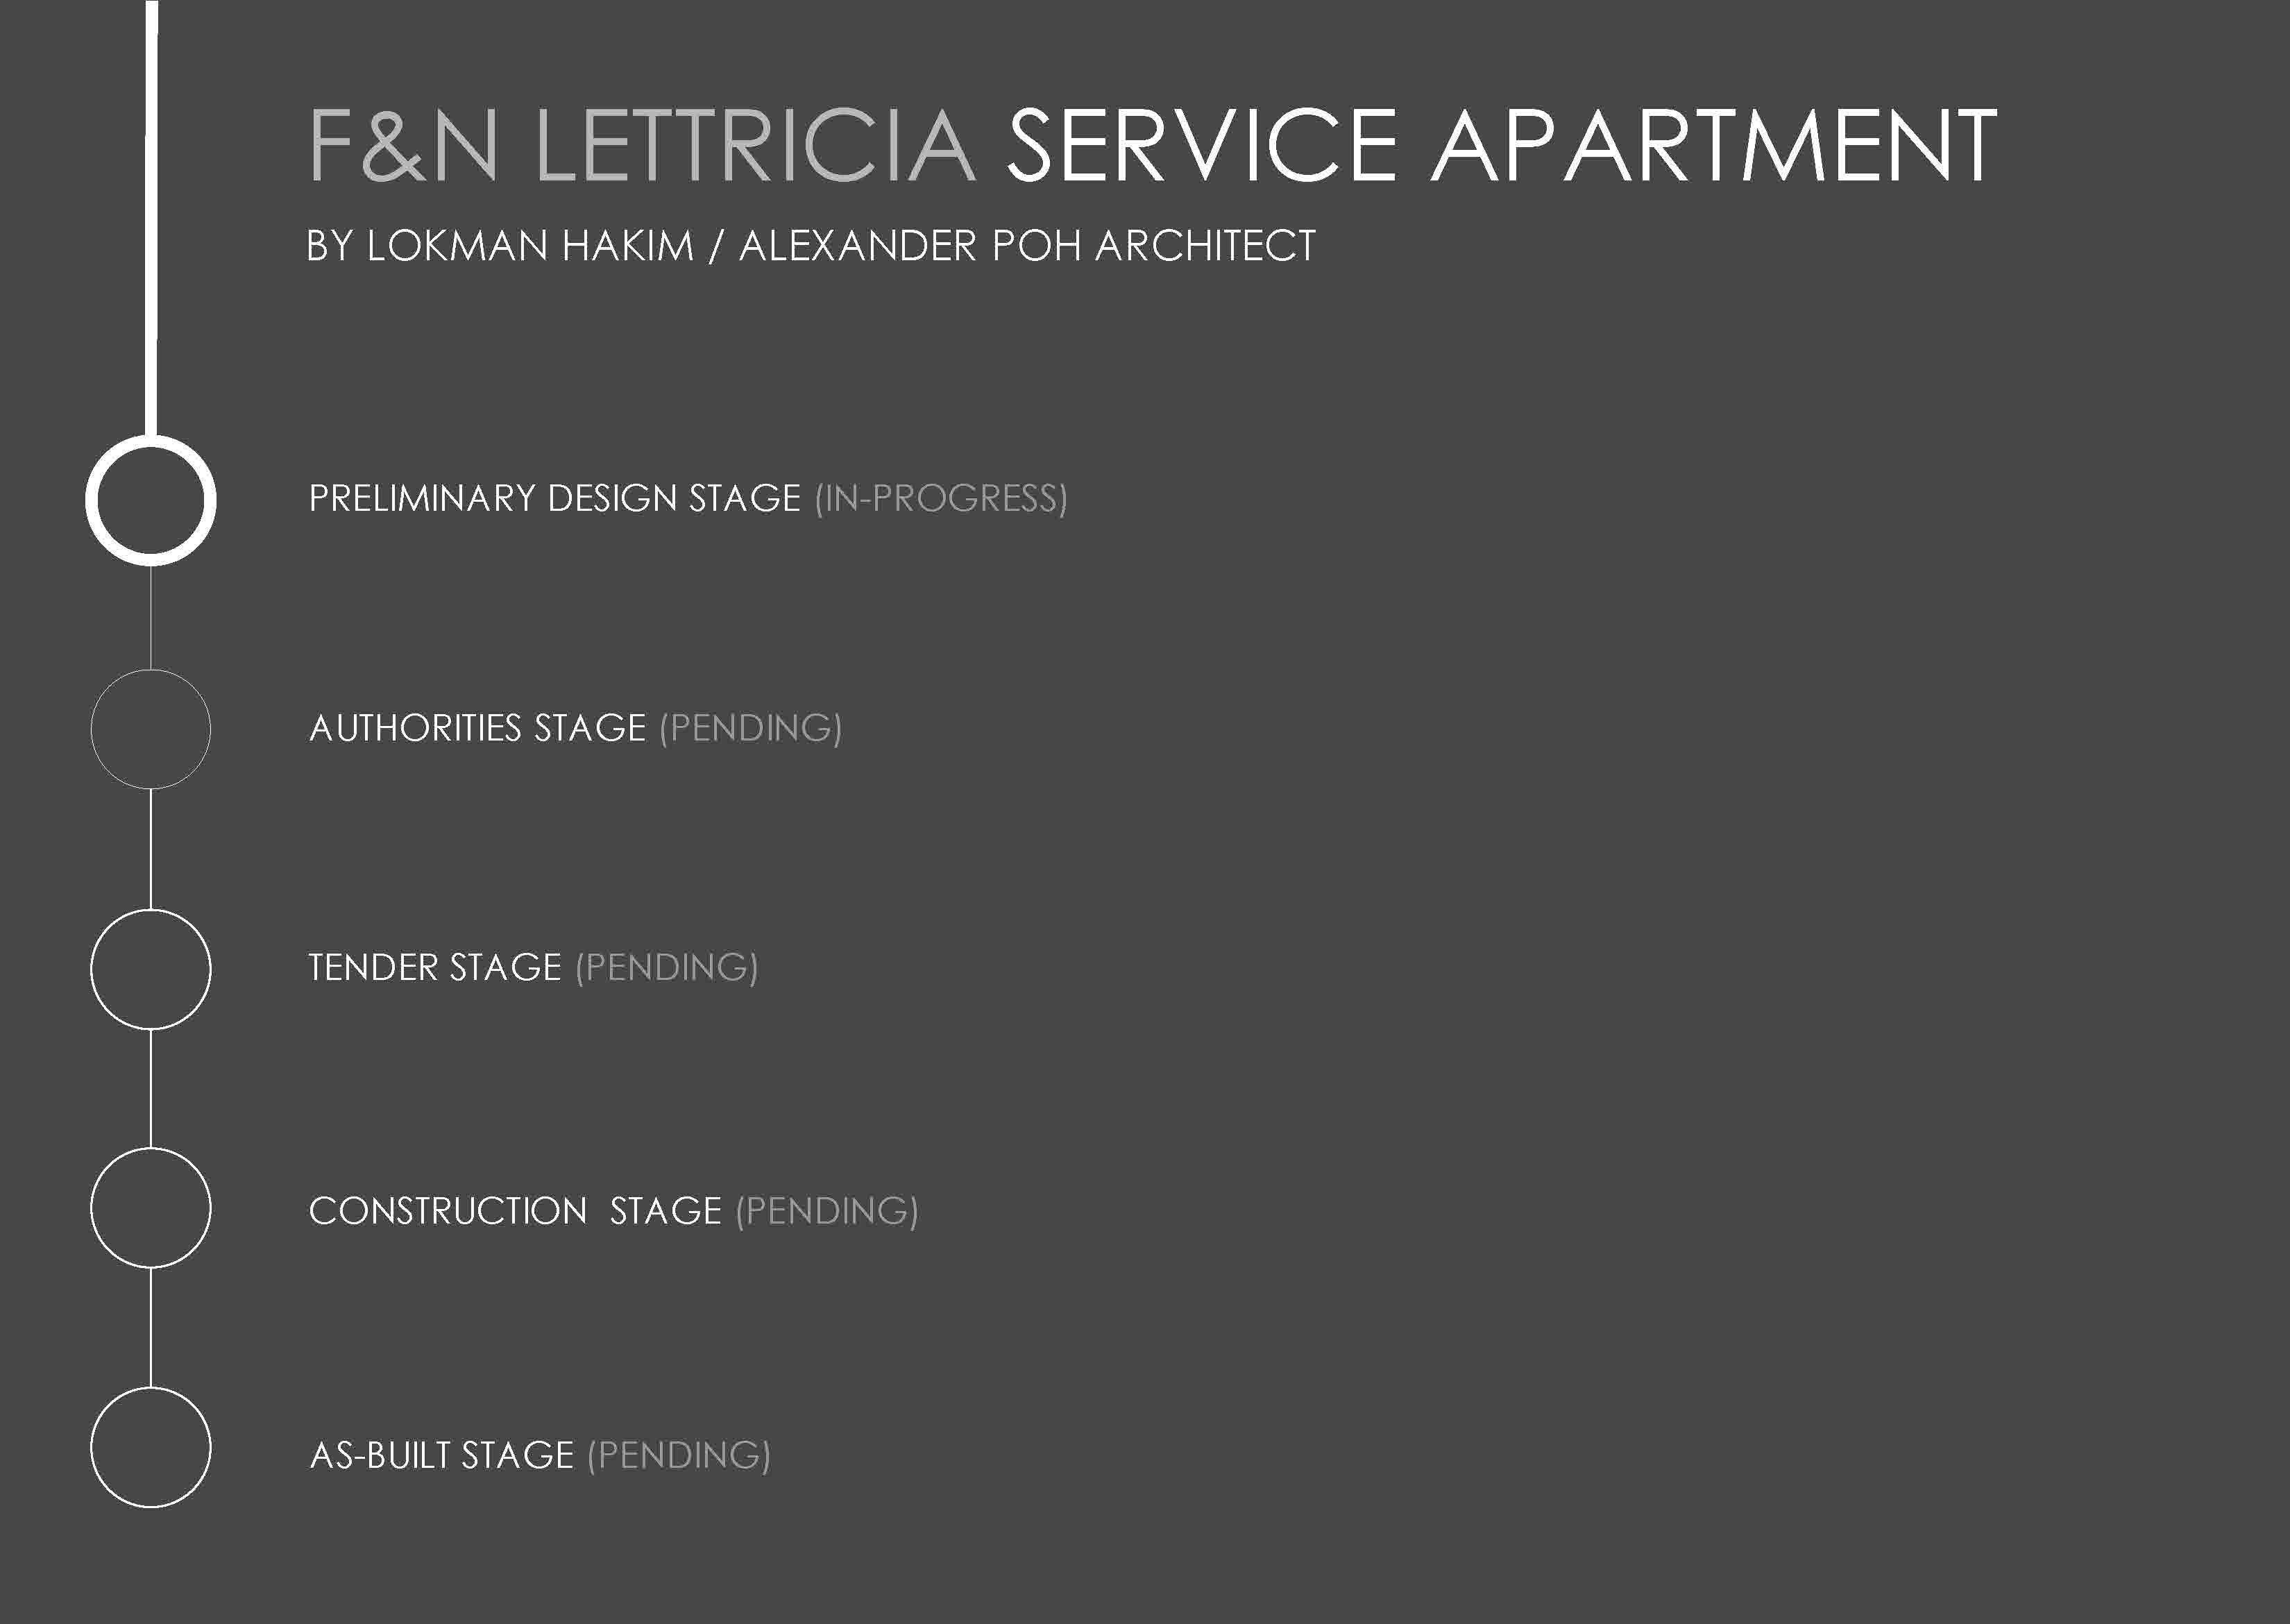 F&N LETTRICIA SERVICE APARTMENT
BY LOKMAN HAKIM / ALEXANDER POH ARCHITECT
PRELIMINARY DESIGN STAGE (IN-PROGRESS)
AUTHORITIES STAGE (PENDING)
TENDER STAGE (PENDING)
CONSTRUCTION STAGE (PENDING)
AS-BUILT STAGE (PENDING)